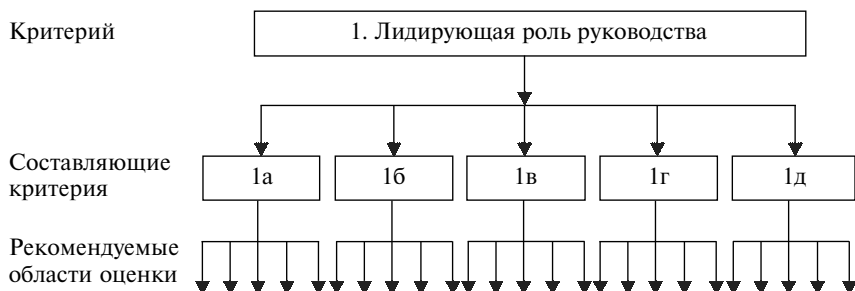 Критерий
1. Лидирующая роль руководства
Составляющие
критерия
1а
1б
1в
1г
1д
Рекомендуемые
области оценки